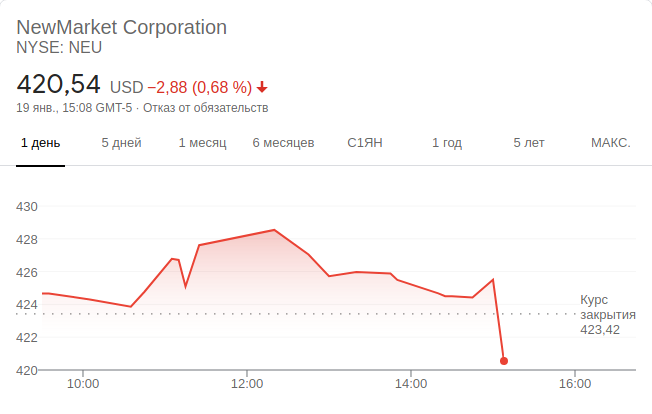 NewMarket Corporation
NYSE: NEU
420,54 USD −2,88 (0,68 %)
19 янв., 15:08 GMT-5 · Отказ от обязательств
1 день 5 дней 1 месяц 6 месяцев С1ЯН 1 год 5 лет МАКС.
430
428
426
424
422
420
Курс
закрытия
423,42
10:00 12:00 14:00 16:00